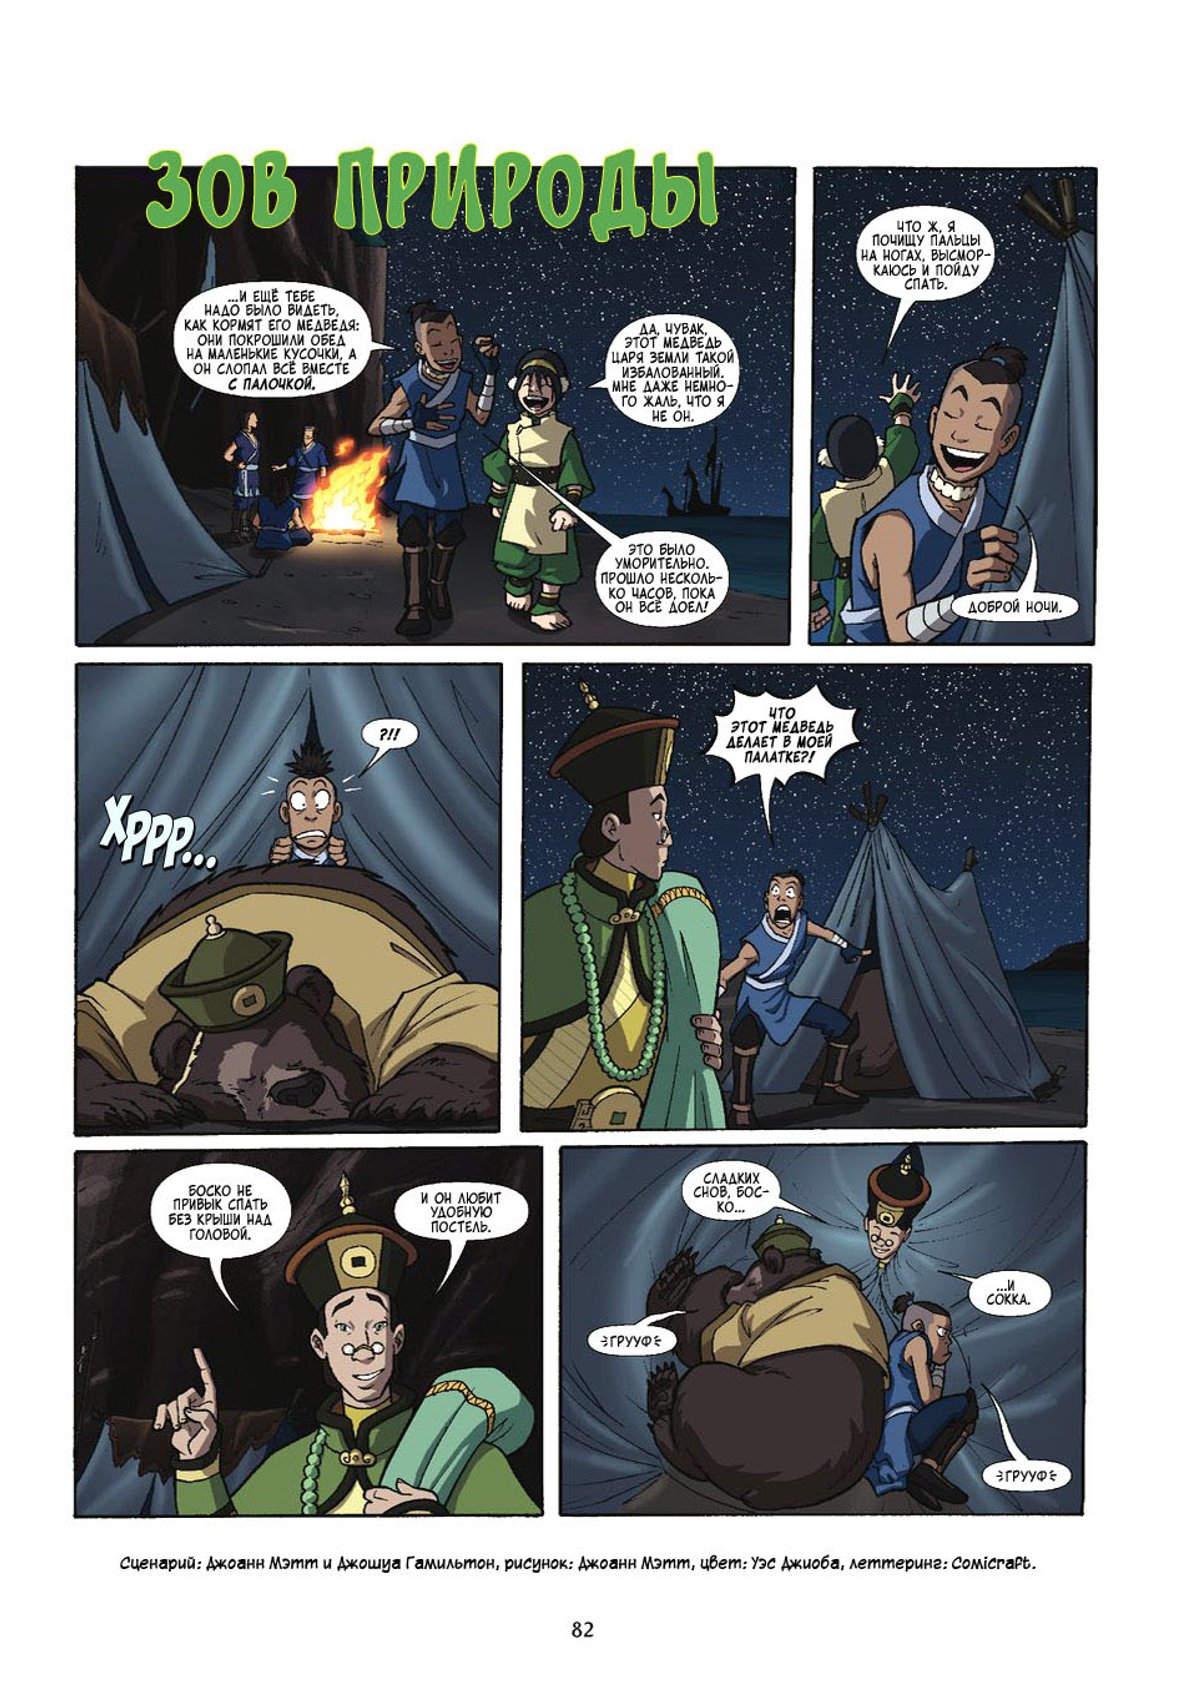 ЗОВ ПРИРОДЫ
...И ЕЩЁ ТЕБЕ
НАДО БЫЛО ВИДЕТЬ,
КАК КОРМЯТ ЕГО МЕДВЕДЯ:
ОНИ ПОКРОШИЛИ ОБЕД
НА МАЛЕНЬКИЕ КУСОЧКИ, А
ОН СЛОПАЛ ВСЁ ВМЕСТЕ
С ПАЛОЧКОЙ.
ДА, ЧУВАК,
ЭТОТ МЕДВЕДЬ
ЦАРЯ ЗЕМЛИ ТАКОЙ
ИЗБАЛОВАННЫЙ.
МНЕ ДАЖЕ НЕМНО-
ГО ЖАЛЬ, ЧТО Я
НЕ ОН.
ЭТО БЫЛО
УМОРИТЕЛЬНО.
ПРОШЛО НЕСКОЛЬ-
КО ЧАСОВ, ПОКА
ОН ВСЁ ДОЕЛ!
ЧТО Ж, Я
ПОЧИЩУ ПАЛЬЦЫ
НА НОГАХ, ВЫСМОР-
КАЮСЬ И ПОЙДУ
СПАТЬ.
ДОБРОЙ НОЧИ.
?!!
ХРРР...
ЧТО
ЭТОТ МЕДВЕДЬ
ДЕЛАЕТ В МОЕЙ
ПАЛАТКЕ?!
БОСКО НЕ
ПРИВЫК СПАТЬ
БЕЗ КРЫШИ НАД
ГОЛОВОЙ.
И ОН ЛЮБИТ
УДОБНУЮ
ПОСТЕЛЬ.
СЛАДКИХ
СНОВ, БОС-
КО...
...И
СОККА.
ГРУУФ
ГРУУФ
Сценарий: Джоанн Мэтт и Джошуа Гамильтон, рисунок: Джоанн Мэтт, цвет: Уэс Джиоба, леттеринг: Comicraft.
82